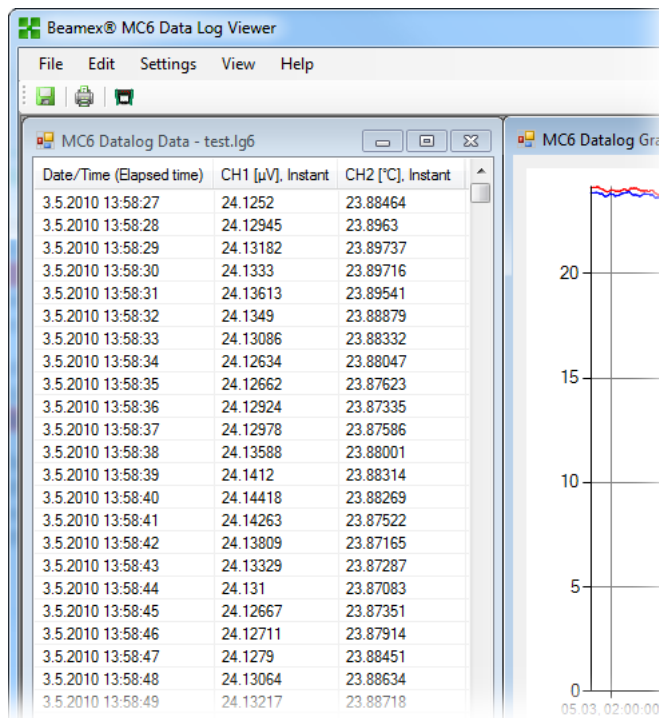 Beamex® MC6 Data Log Viewer
File Edit Settings View Help
MC6 Datalog Data - test.lg6
Date/Time (Elapsed time) CH1 [µV], Instant CH2 [°C], Instant
3.5.2010 13:58:27 24.1252 23.88464
3.5.2010 13:58:28 24.12945 23.8963
3.5.2010 13:58:29 24.13182 23.89737
3.5.2010 13:58:30 24.1333 23.89716
3.5.2010 13:58:31 24.13613 23.89541
3.5.2010 13:58:32 24.1349 23.88879
3.5.2010 13:58:33 24.13086 23.88332
3.5.2010 13:58:34 24.12634 23.88047
3.5.2010 13:58:35 24.12662 23.87623
3.5.2010 13:58:36 24.12924 23.87335
3.5.2010 13:58:37 24.12978 23.87586
3.5.2010 13:58:38 24.13588 23.88001
3.5.2010 13:58:39 24.1412 23.88314
3.5.2010 13:58:40 24.14418 23.88269
3.5.2010 13:58:41 24.14263 23.87522
3.5.2010 13:58:42 24.13809 23.87165
3.5.2010 13:58:43 24.13329 23.87287
3.5.2010 13:58:44 24.131 23.87083
3.5.2010 13:58:45 24.12667 23.87351
3.5.2010 13:58:46 24.12711 23.87914
3.5.2010 13:58:47 24.1279 23.88451
3.5.2010 13:58:48 24.13064 23.88634
3.5.2010 13:58:49 24.13217 23.88718
MC6 Datalog Gra
20
15
10
5
0
05.03, 02:00:00